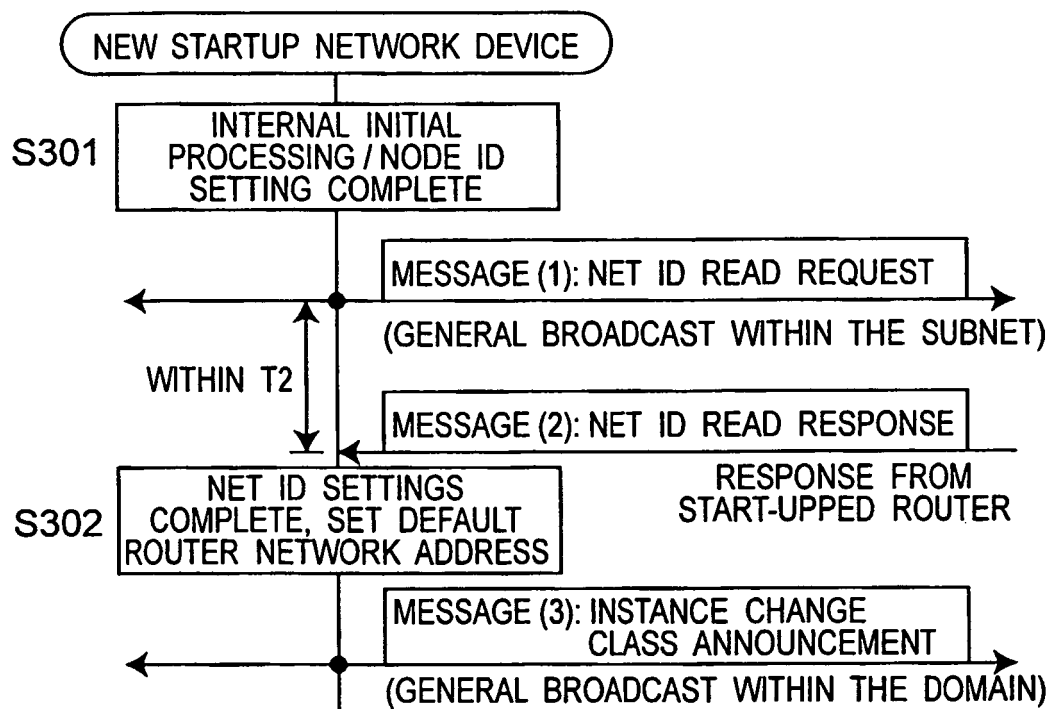 NEW STARTUP NETWORK DEVICE
S301
INTERNAL INITIAL
PROCESSING / NODE ID
SETTING COMPLETE
MESSAGE (1): NET ID READ REQUEST
(GENERAL BROADCAST WITHIN THE SUBNET)
WITHIN T2
MESSAGE (2): NET ID READ RESPONSE
RESPONSE FROM
START-UPPED ROUTER
S302
NET ID SETTINGS
COMPLETE, SET DEFAULT
ROUTER NETWORK ADDRESS
MESSAGE (3): INSTANCE CHANGE
CLASS ANNOUNCEMENT
(GENERAL BROADCAST WITHIN THE DOMAIN)